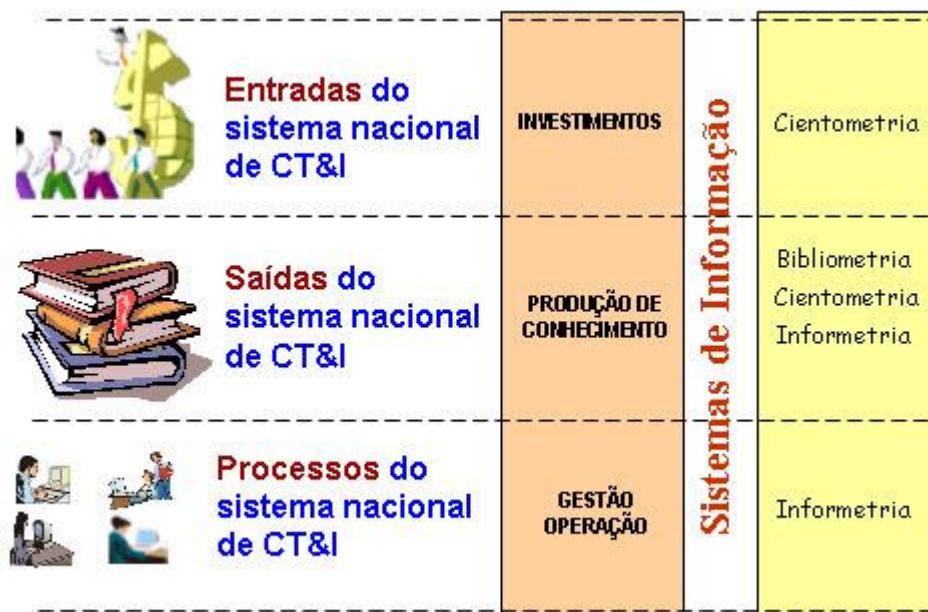 Entradas do
sistema nacional
de CT&I
INVESTIMENTOS
Cientometria
Saídas do
sistema nacional
de CT&I
PRODUÇÃO DE
CONHECIMENTO
Bibliometria
Cientometria
Informetria
Processos do
sistema nacional
de CT&I
GESTÃO
OPERAÇÃO
Informetria
Sistemas de Informação